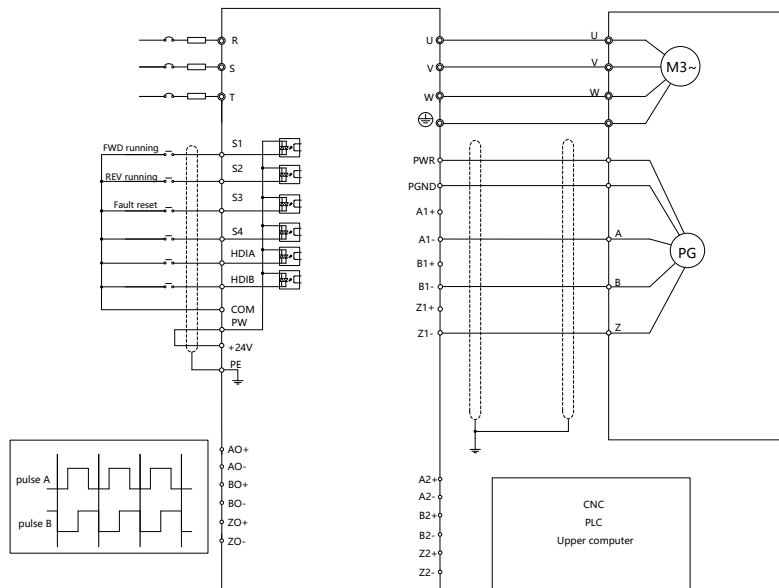 R
S
T
U
V
W
U
V
W
M3~
FWD running
REV running
Fault reset
S1
S2
S3
S4
HDIA
HDIB
COM
PW
+24V
PE
PWR
PGND
A1+
A1-
B1+
B1-
Z1+
Z1-
A
B
Z
PG
pulse A
pulse B
AO+
AO-
BO+
BO-
ZO+
ZO-
A2+
A2-
B2+
B2-
Z2+
Z2-
CNC
PLC
Upper computer